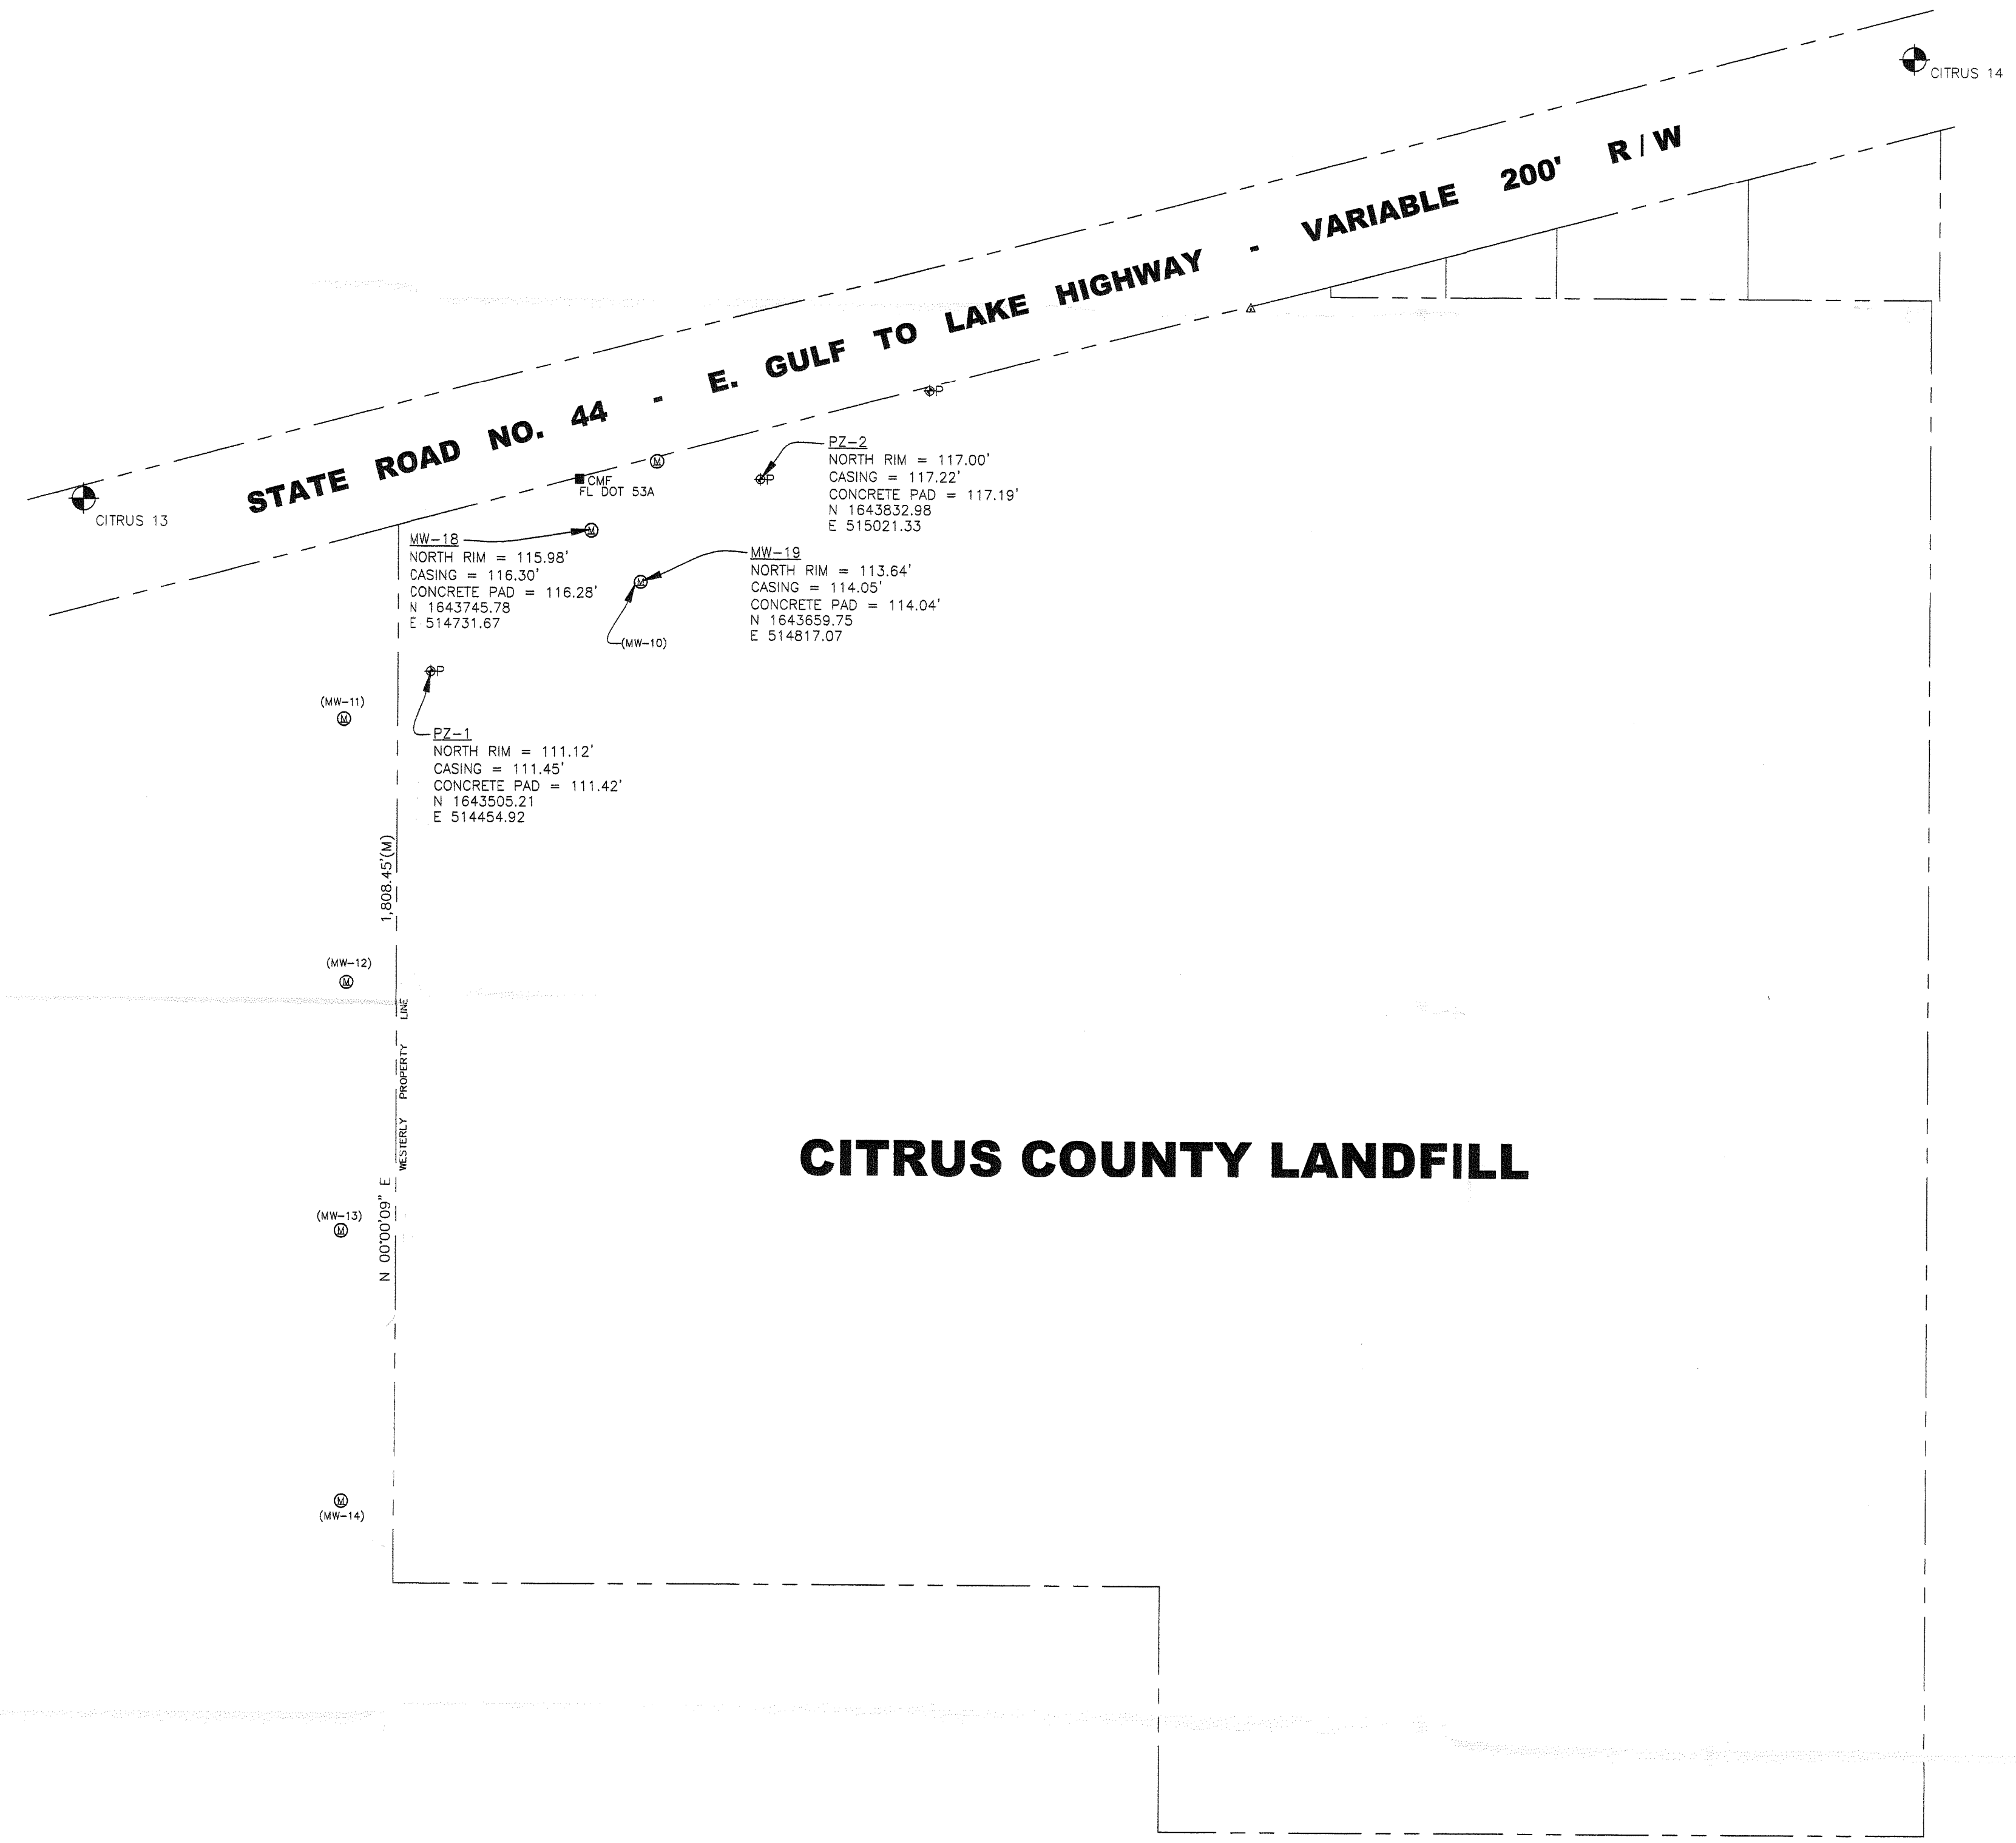 CITRUS 14
STATE ROAD NO. 44 - E. GULF TO LAKE HIGHWAY - VARIABLE 200' R/W
CITRUS 13
CMF
FL DOT 53A
M
P
P
PZ-2
NORTH RIM = 117.00'
CASING = 117.22'
CONCRETE PAD = 117.19'
N 1643832.98
E 515021.33
MW-18
NORTH RIM = 115.98'
CASING = 116.30'
CONCRETE PAD = 116.28'
N 1643745.78
E 514731.67
M
MW-19
NORTH RIM = 113.64'
CASING = 114.05'
CONCRETE PAD = 114.04'
N 1643659.75
E 514817.07
M
(MW-10)
P
(MW-11)
M
PZ-1
NORTH RIM = 111.12'
CASING = 111.45'
CONCRETE PAD = 111.42'
N 1643505.21
E 514454.92
1,808.45'(M)
(MW-12)
M
WESTERLY PROPERTY LINE
CITRUS COUNTY LANDFILL
N 00°00'09" E
(MW-13)
M
M
(MW-14)